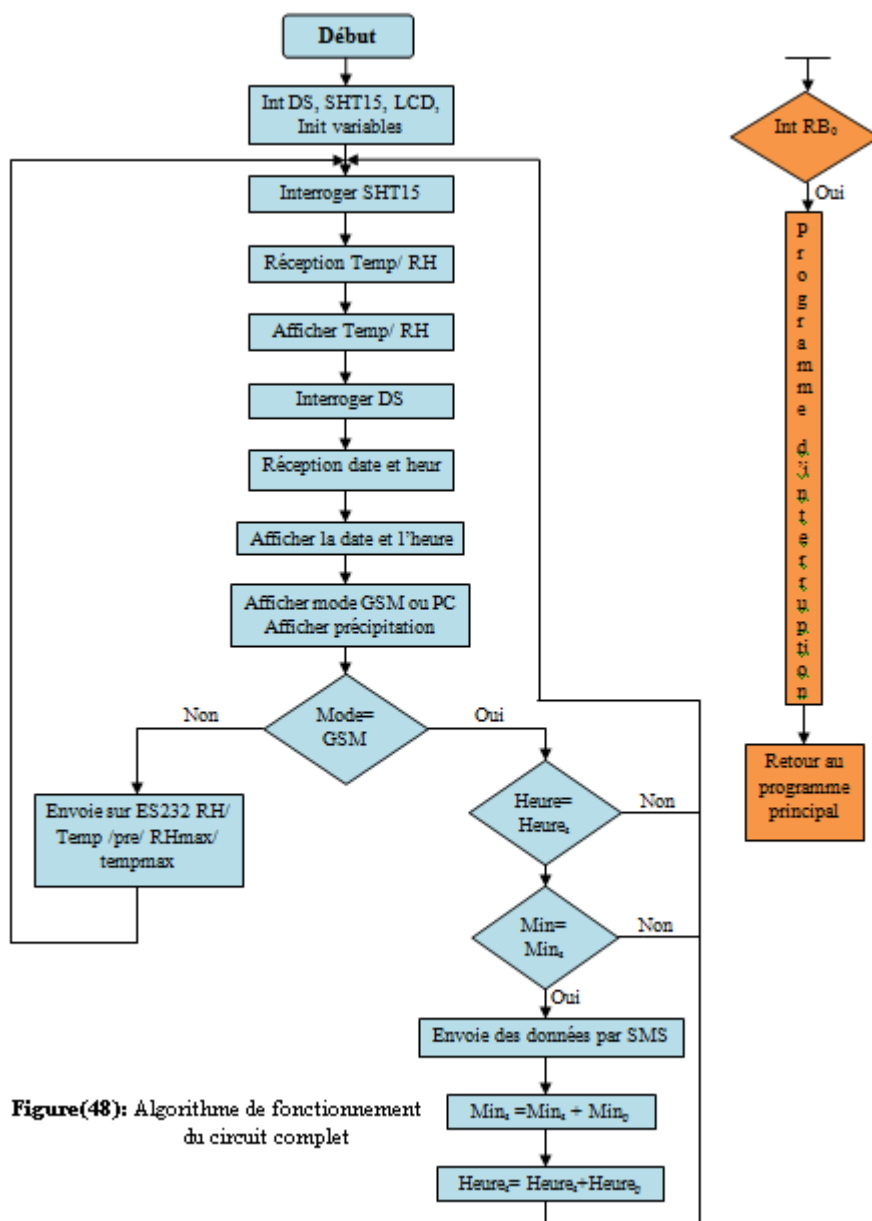 Début
Int DS, SHT15, LCD,
Init variables
Interroger SHT15
Réception Temp/ RH
Afficher Temp/ RH
Interroger DS
Réception date et heur
Afficher la date et l'heure
Afficher mode GSM ou PC
Afficher précipitation
Mode=
GSM
Non
Oui
Envoie sur ES232 RH/
Temp /pre/ RHmax/
tempmax
Heure=
Heureₛ
Non
Min=
Minₛ
Non
Oui
Envoie des données par SMS
Minₛ =Minₛ + Minₚ
Heureₛ= Heureₛ+Heureₚ
Int RB₀
Oui
programme d'interruption
Retour au
programme
principal
Figure(48): Algorithme de fonctionnement
du circuit complet